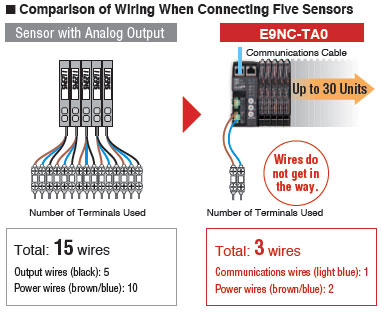 ■ Comparison of Wiring When Connecting Five Sensors
Sensor with Analog Output
E9NC-TA0
Communications Cable
Up to 30 Units
Wires do
not get in
the way.
Number of Terminals Used
Number of Terminals Used
Total: 15 wires
Output wires (black): 5
Power wires (brown/blue): 10
Total: 3 wires
Communications wires (light blue): 1
Power wires (brown/blue): 2